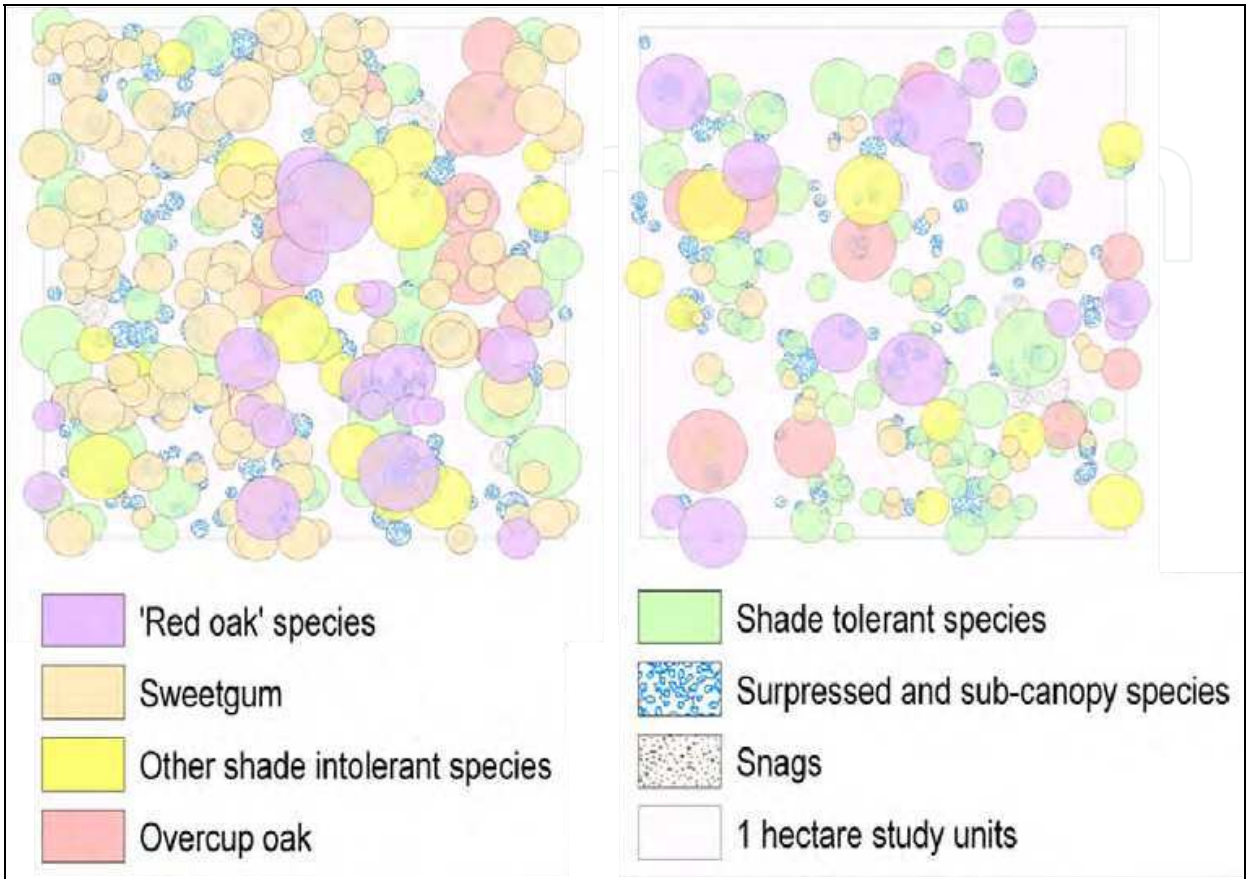 'Red oak' species
Sweetgum
Other shade intolerant species
Overcup oak
Shade tolerant species
Surpressed and sub-canopy species
Snags
1 hectare study units